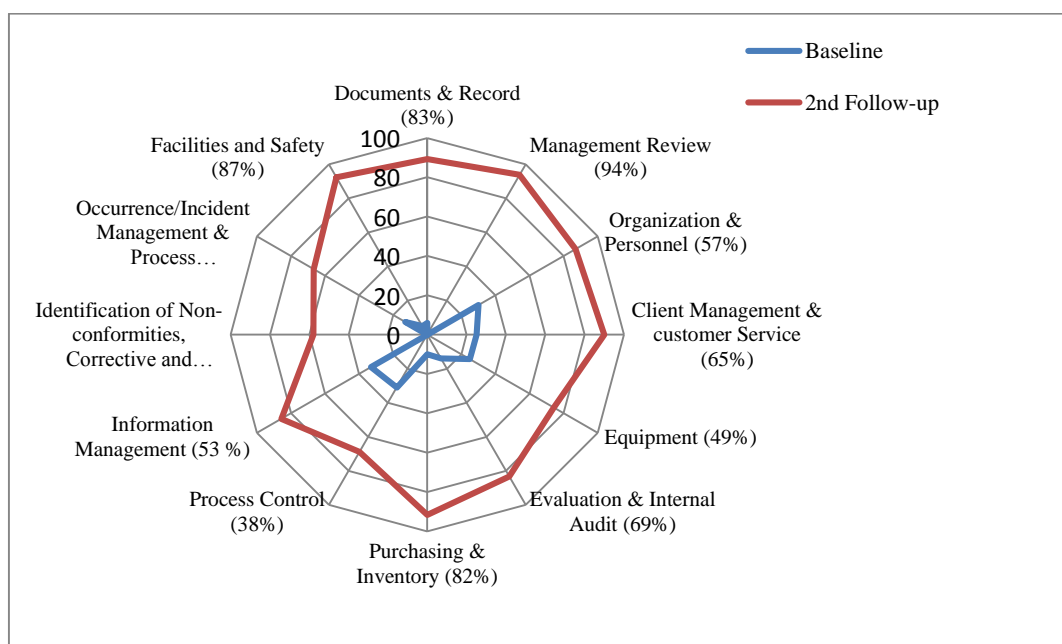 Baseline
2nd Follow-up
Documents & Record
(83%)
Management Review
(94%)
Organization &
Personnel (57%)
Client Management &
customer Service
(65%)
Equipment (49%)
Evaluation & Internal
Audit (69%)
Purchasing &
Inventory (82%)
Process Control
(38%)
Information
Management (53 %)
Identification of Non-
conformities,
Corrective and…
Occurrence/Incident
Management &
Process…
Facilities and Safety
(87%)
100
80
60
40
20
0